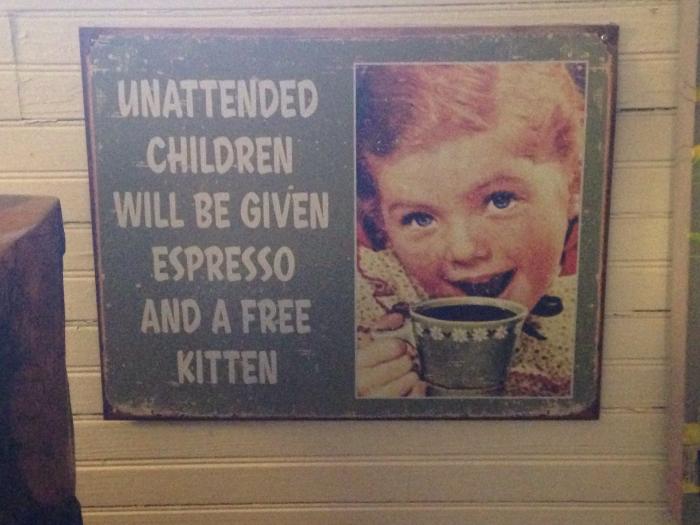 UNATTENDED
CHILDREN
WILL BE GIVEN
ESPRESSO
AND A FREE
KITTEN